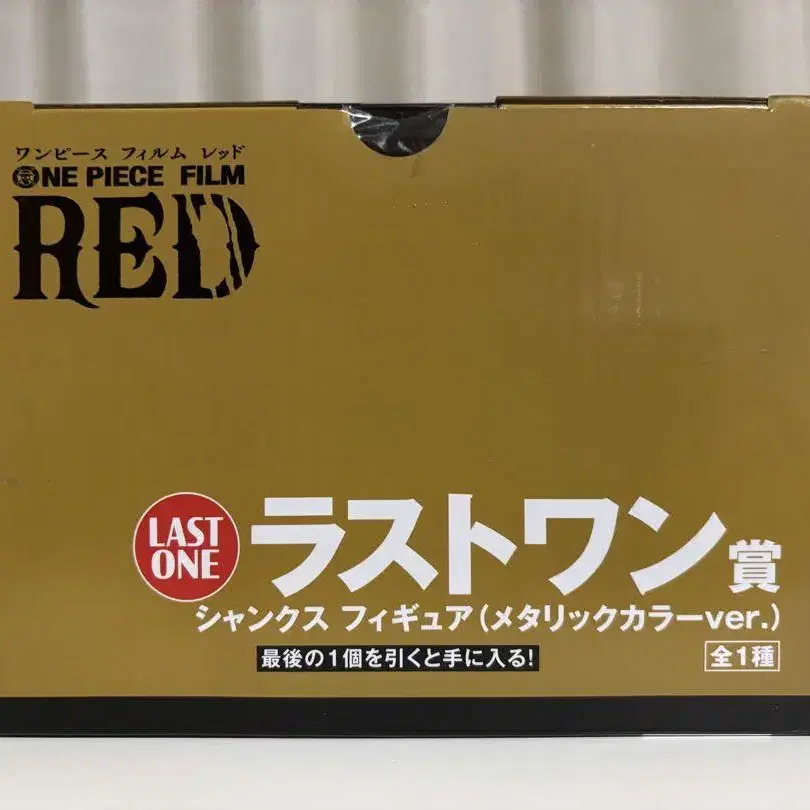 ワンピース フィルム レッド
ONE PIECE FILM
RED
LAST ONE
ラストワン賞
シャンクス フィギュア(メタリックカラーver.)
最後の1個を引くと手に入る!
全1種